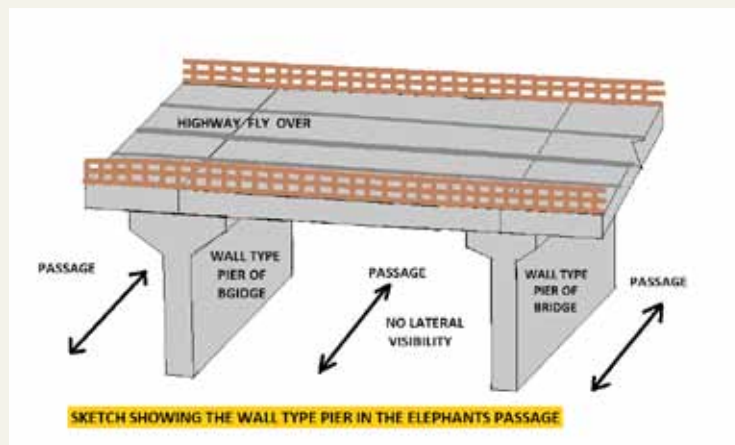 HIGHWAY FLY OVER
PASSAGE
WALL TYPE
PIER OF
BGIDGE
PASSAGE
NO LATERAL
VISIBILITY
WALL TYPE
PIER OF
BRIDGE
PASSAGE
SKETCH SHOWING THE WALL TYPE PIER IN THE ELEPHANTS PASSAGE